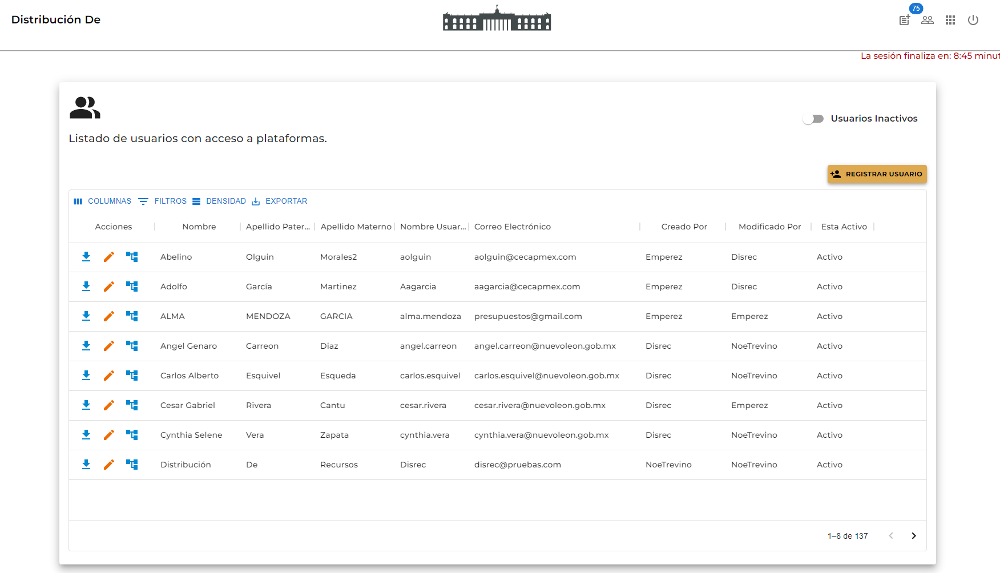 Distribución De
75
La sesión finaliza en: 8:45 minut
Usuarios Inactivos
Listado de usuarios con acceso a plataformas.
REGISTRAR USUARIO
COLUMNAS FILTROS DENSIDAD EXPORTAR
Acciones Nombre Apellido Pater... Apellido Materno Nombre Usuar... Correo Electrónico Creado Por Modificado Por Esta Activo
Abelino Olguin Morales2 aolguin aolguin@cecapmex.com Emperez Disrec Activo
Adolfo García Martinez Aagarcia aagarcia@cecapmex.com Emperez Disrec Activo
ALMA MENDOZA GARCIA alma.mendoza presupuestos@gmail.com Emperez Emperez Activo
Angel Genaro Carreon Diaz angel.carreon angel.carreon@nuevoleon.gob.mx Disrec NoeTrevino Activo
Carlos Alberto Esquivel Esqueda carlos.esquivel carlos.esquivel@nuevoleon.gob.mx Disrec NoeTrevino Activo
Cesar Gabriel Rivera Cantu cesar.rivera cesar.rivera@nuevoleon.gob.mx Disrec Emperez Activo
Cynthia Selene Vera Zapata cynthia.vera cynthia.vera@nuevoleon.gob.mx Disrec NoeTrevino Activo
Distribución De Recursos Disrec disrec@pruebas.com NoeTrevino NoeTrevino Activo
1–8 de 137